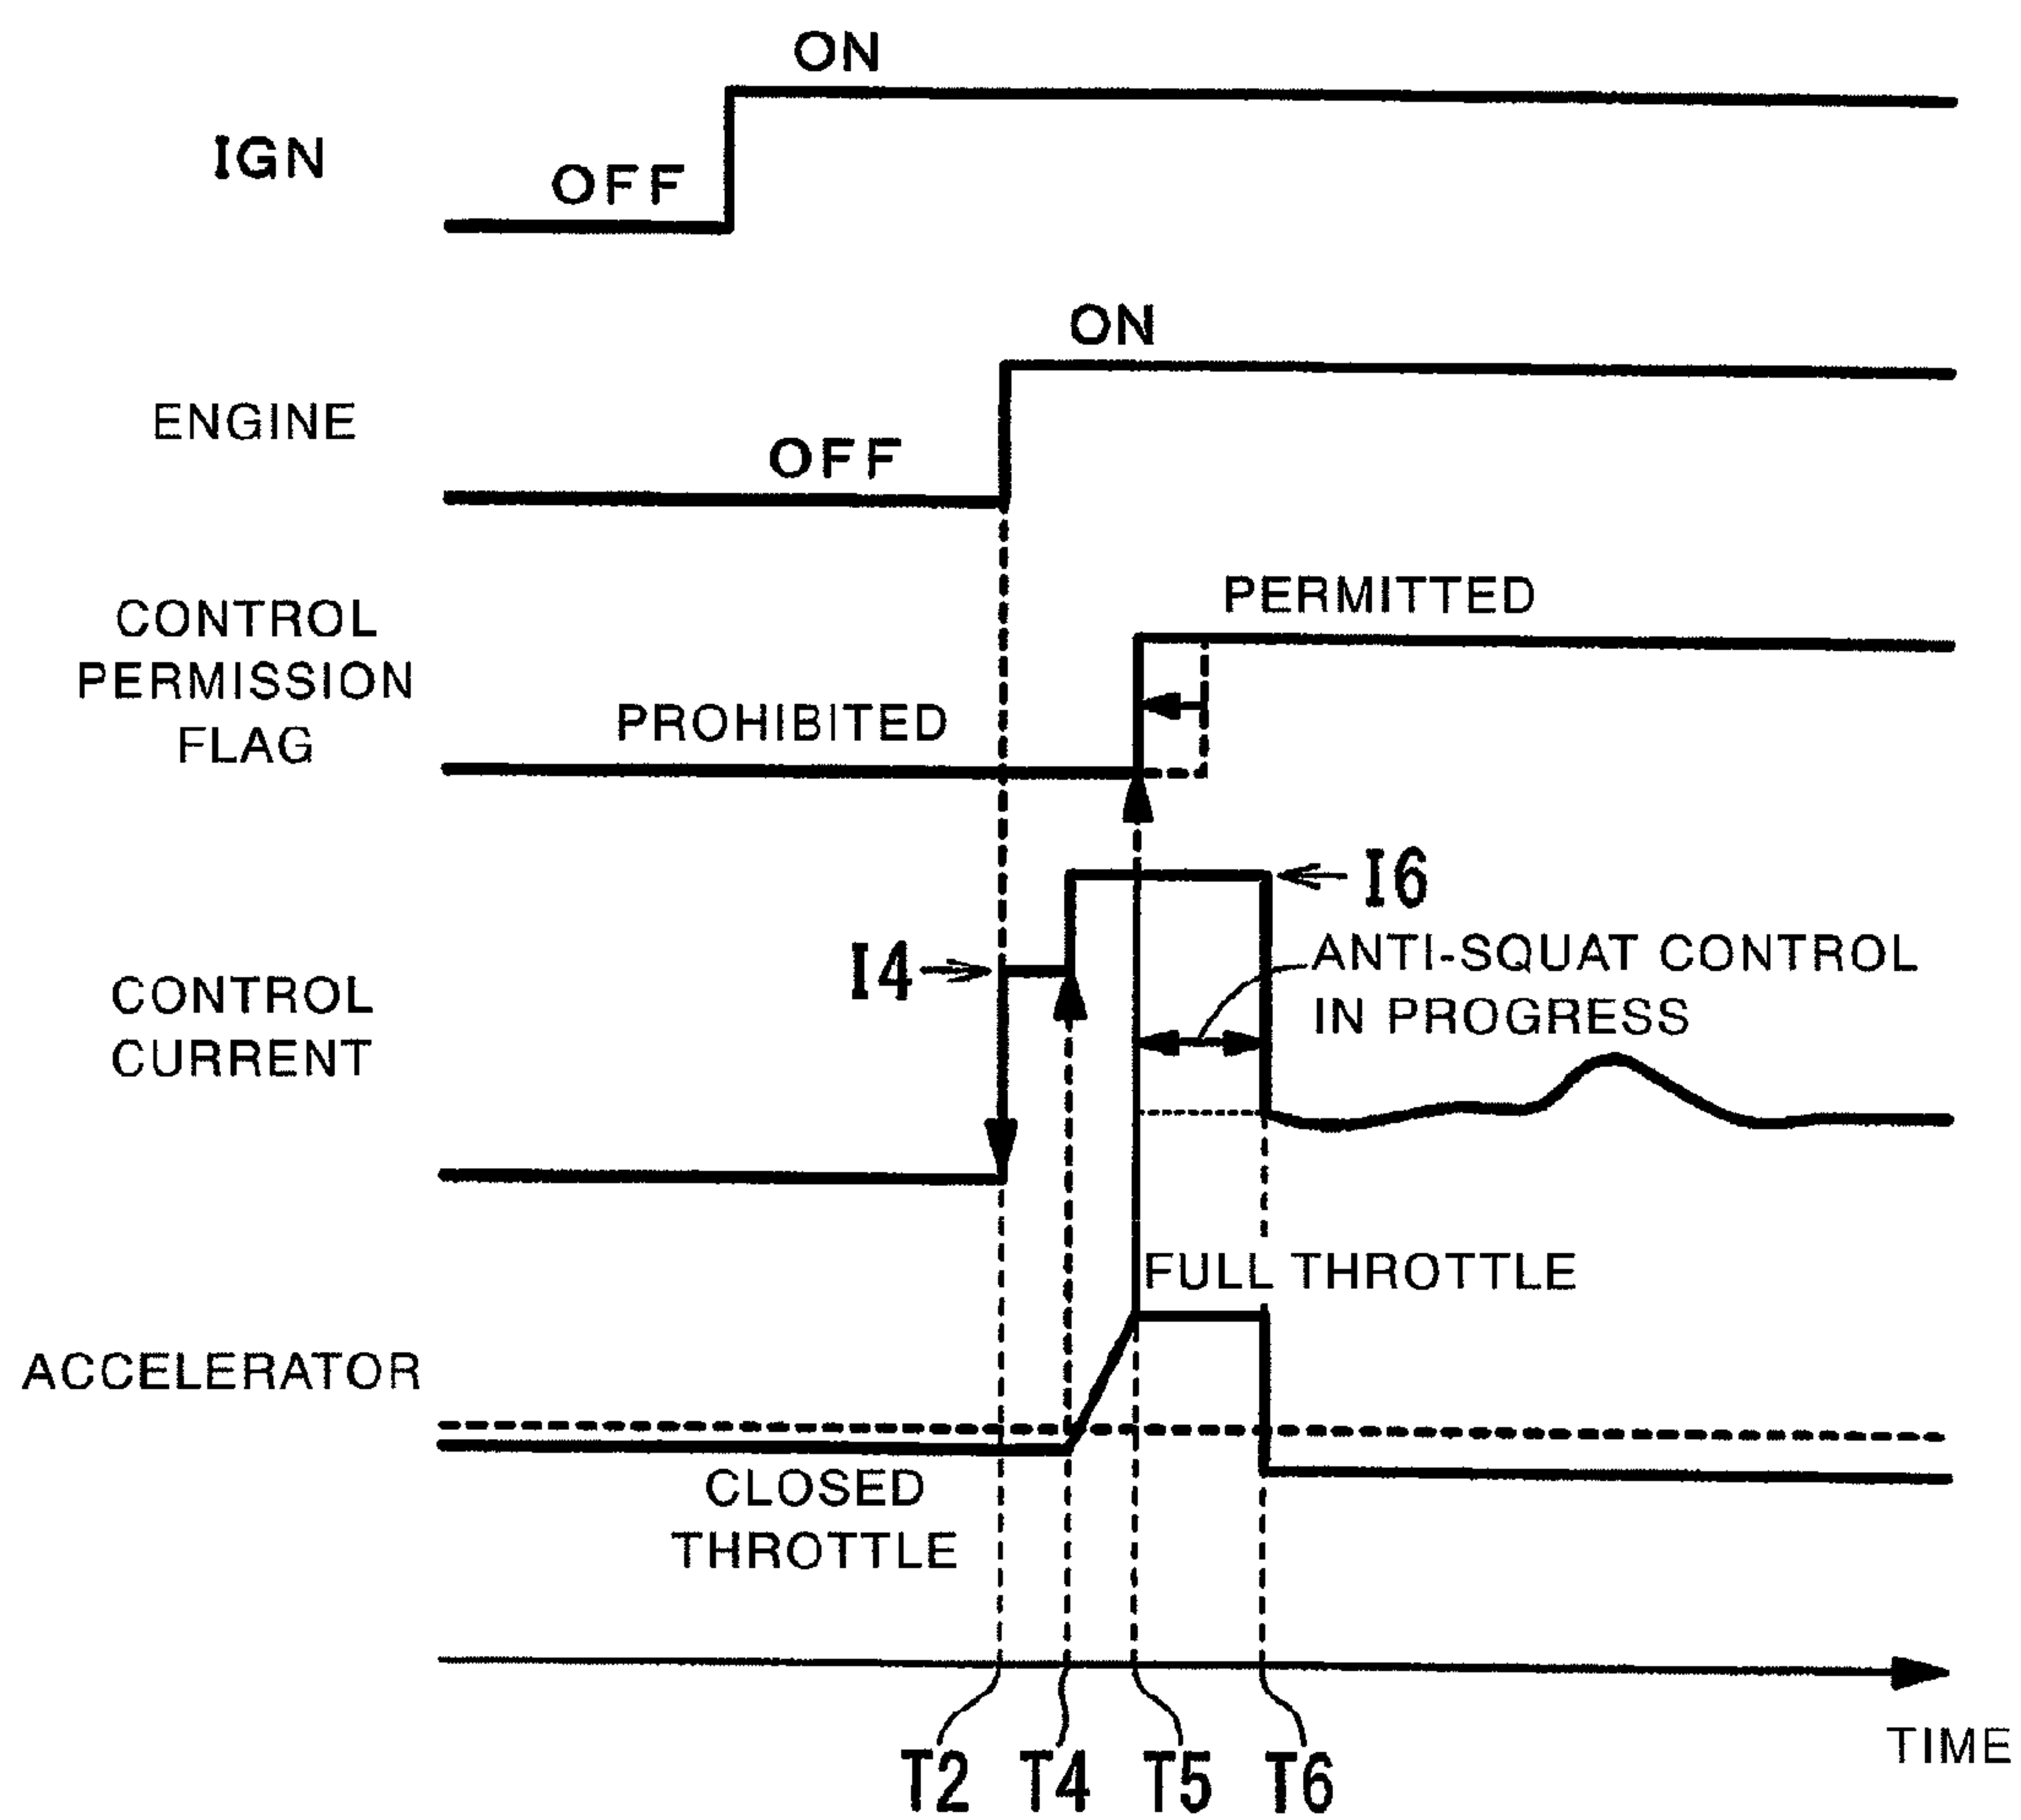 ON
IGN
OFF
ON
ENGINE
OFF
PERMITTED
CONTROL
PERMISSION
FLAG
PROHIBITED
I6
I4
ANTI-SQUAT CONTROL
IN PROGRESS
CONTROL
CURRENT
FULL THROTTLE
ACCELERATOR
CLOSED
THROTTLE
TIME
T2 T4 T5 T6